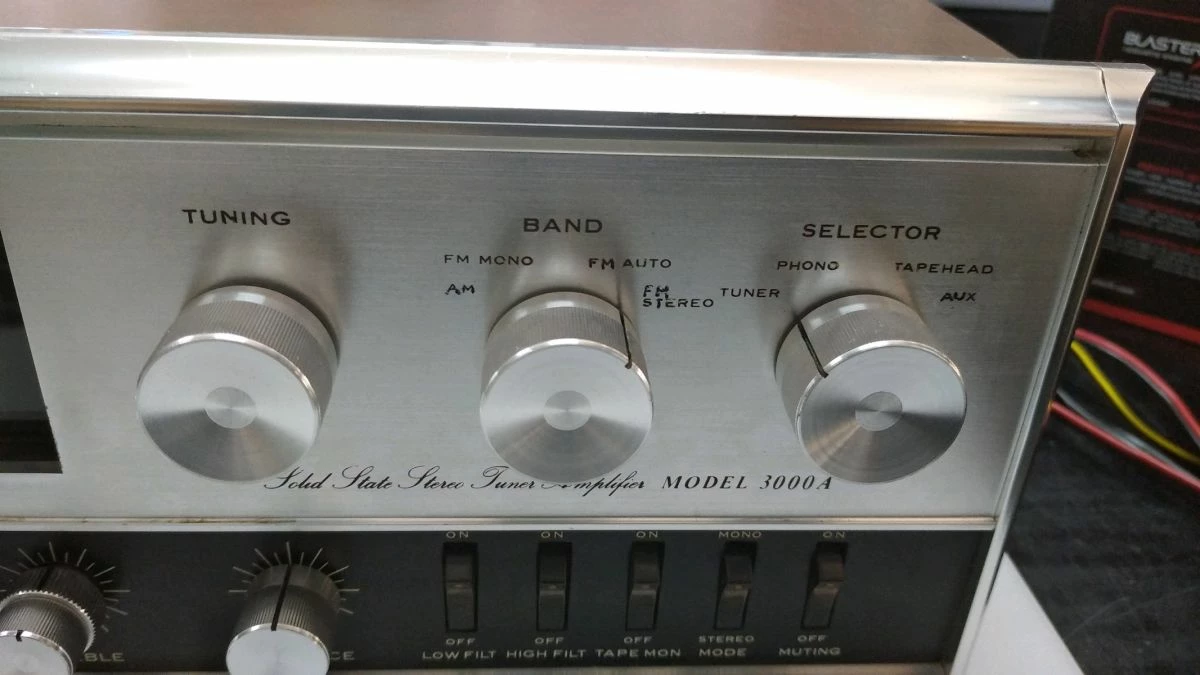 BLASTER
TUNING
BAND
SELECTOR
FM MONO FM AUTO
PHONO TAPEHEAD
AM FM STEREO
TUNER AUX
Solid State Stereo Tuner Amplifier MODEL 3000A
ON ON ON MONO ON
OFF OFF OFF STEREO OFF
LOW FILT HIGH FILT TAPE MON MODE MUTING